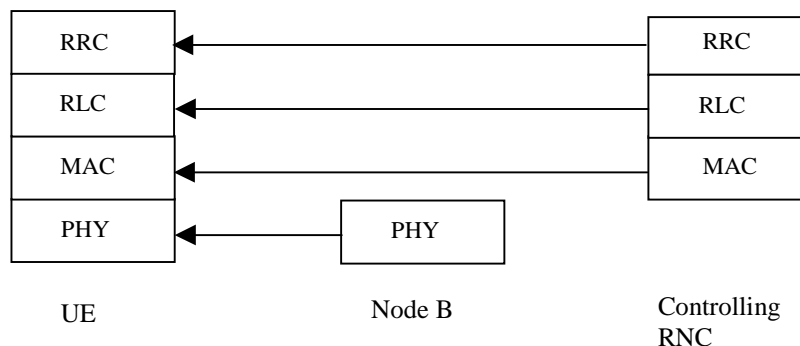 RRC
RRC
RLC
RLC
MAC
MAC
PHY
PHY
UE
Node B
Controlling
RNC